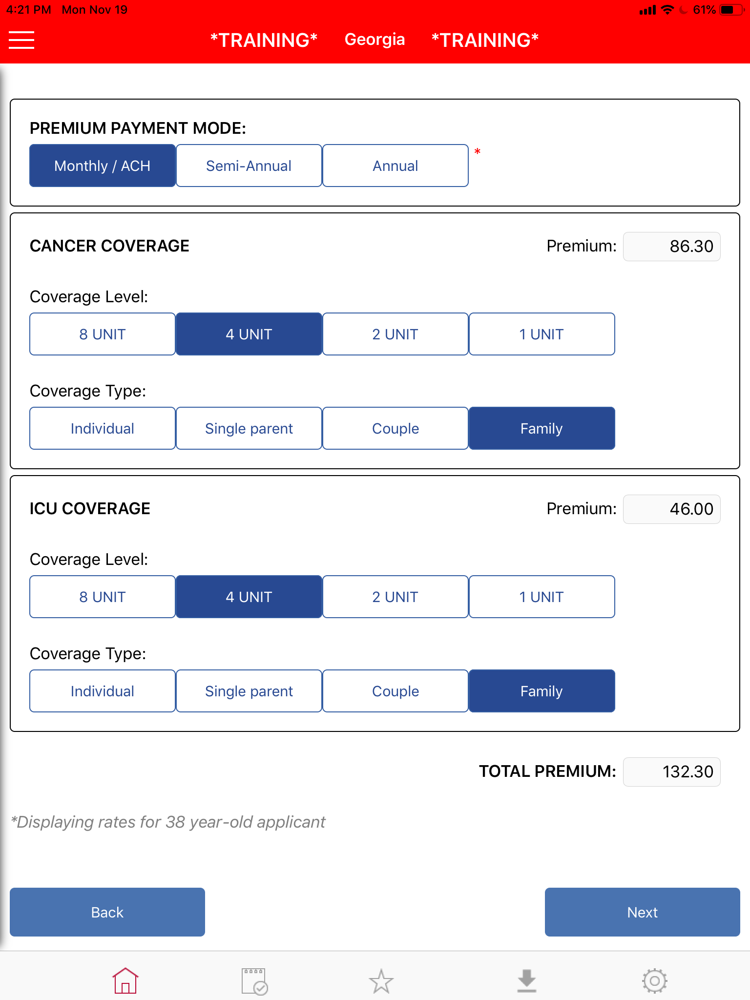 4:21 PM Mon Nov 19 61%
*TRAINING* Georgia *TRAINING*
PREMIUM PAYMENT MODE:
Monthly / ACH Semi-Annual Annual *
CANCER COVERAGE Premium: 86.30
Coverage Level:
8 UNIT 4 UNIT 2 UNIT 1 UNIT
Coverage Type:
Individual Single parent Couple Family
ICU COVERAGE Premium: 46.00
Coverage Level:
8 UNIT 4 UNIT 2 UNIT 1 UNIT
Coverage Type:
Individual Single parent Couple Family
TOTAL PREMIUM: 132.30
*Displaying rates for 38 year-old applicant
Back Next